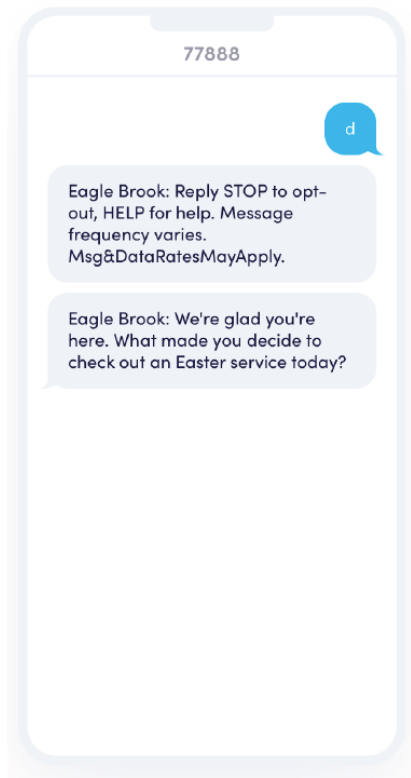 77888
d
Eagle Brook: Reply STOP to opt-
out, HELP for help. Message
frequency varies.
Msg&DataRatesMayApply.
Eagle Brook: We're glad you're
here. What made you decide to
check out an Easter service today?